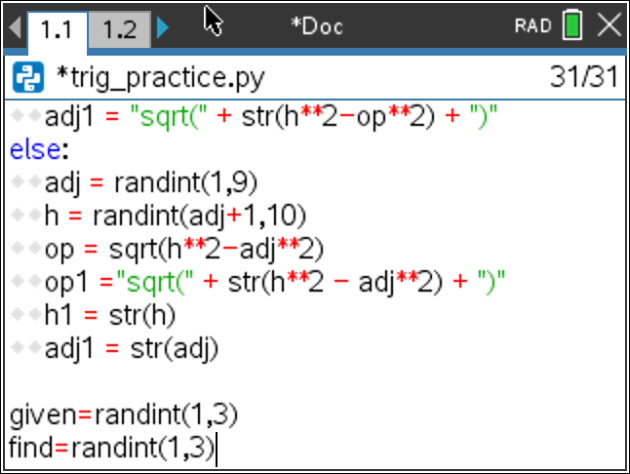 1.1 1.2 *Doc RAD
*trig_practice.py 31/31
adj1 = "sqrt(" + str(h**2-op**2) + ")"
else:
adj = randint(1,9)
h = randint(adj+1,10)
op = sqrt(h**2-adj**2)
op1 ="sqrt(" + str(h**2 - adj**2) + ")"
h1 = str(h)
adj1 = str(adj)
given=randint(1,3)
find=randint(1,3)